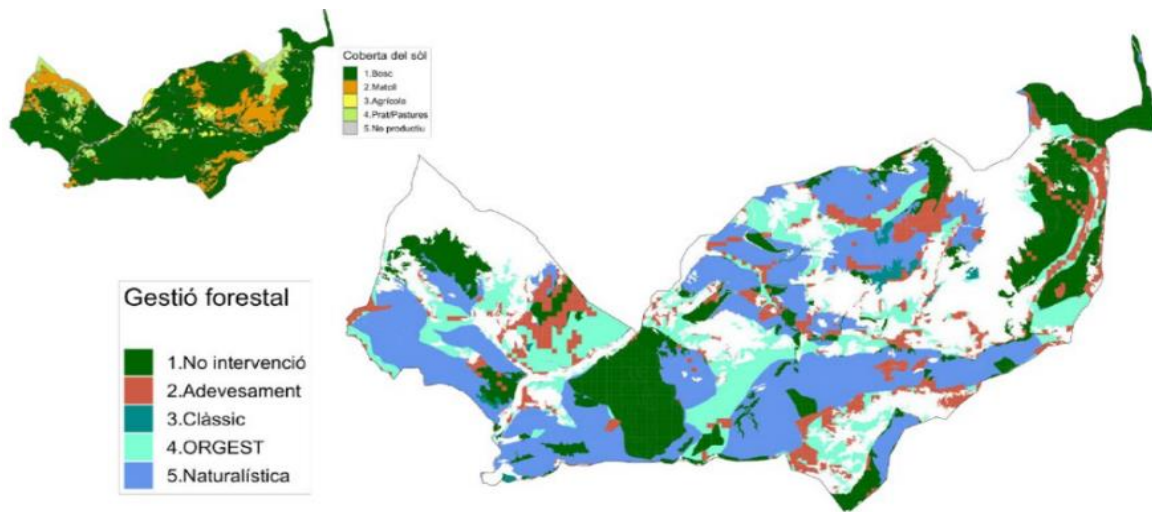 Coberta del sòl
1.Bosc
2.Matoll
3.Agrícola
4.Prat/Pastures
5.No productiu
Gestió forestal
1.No intervenció
2.Adevesament
3.Clàssic
4.ORGEST
5.Naturalística